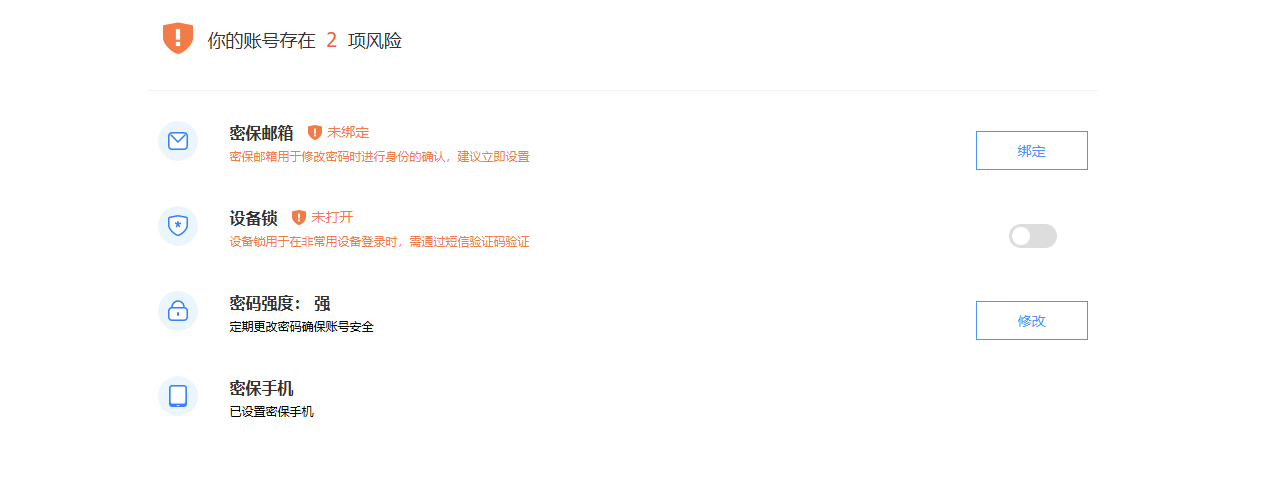 你的账号存在 2 项风险
密保邮箱 未绑定
密保邮箱用于修改密码时进行身份的确认，建议立即设置
绑定
设备锁 未打开
设备锁用于在非常用设备登录时，需通过短信验证码验证
密码强度： 强
定期更改密码确保账号安全
修改
密保手机
已设置密保手机